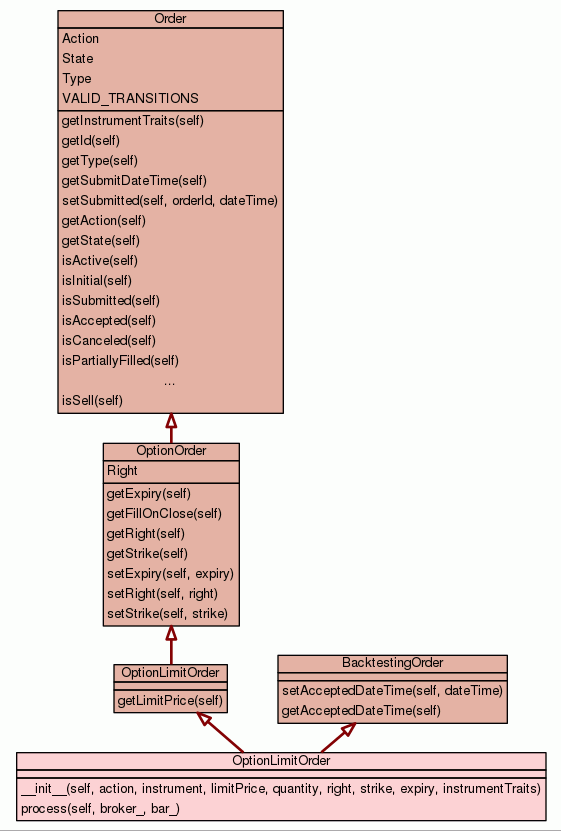 Order
Action
State
Type
VALID_TRANSITIONS
getInstrumentTraits(self)
getId(self)
getType(self)
getSubmitDateTime(self)
setSubmitted(self, orderId, dateTime)
getAction(self)
getState(self)
isActive(self)
isInitial(self)
isSubmitted(self)
isAccepted(self)
isCanceled(self)
isPartiallyFilled(self)
...
isSell(self)
OptionOrder
Right
getExpiry(self)
getFillOnClose(self)
getRight(self)
getStrike(self)
setExpiry(self, expiry)
setRight(self, right)
setStrike(self, strike)
OptionLimitOrder
getLimitPrice(self)
BacktestingOrder
setAcceptedDateTime(self, dateTime)
getAcceptedDateTime(self)
OptionLimitOrder
__init__(self, action, instrument, limitPrice, quantity, right, strike, expiry, instrumentTraits)
process(self, broker_, bar_)